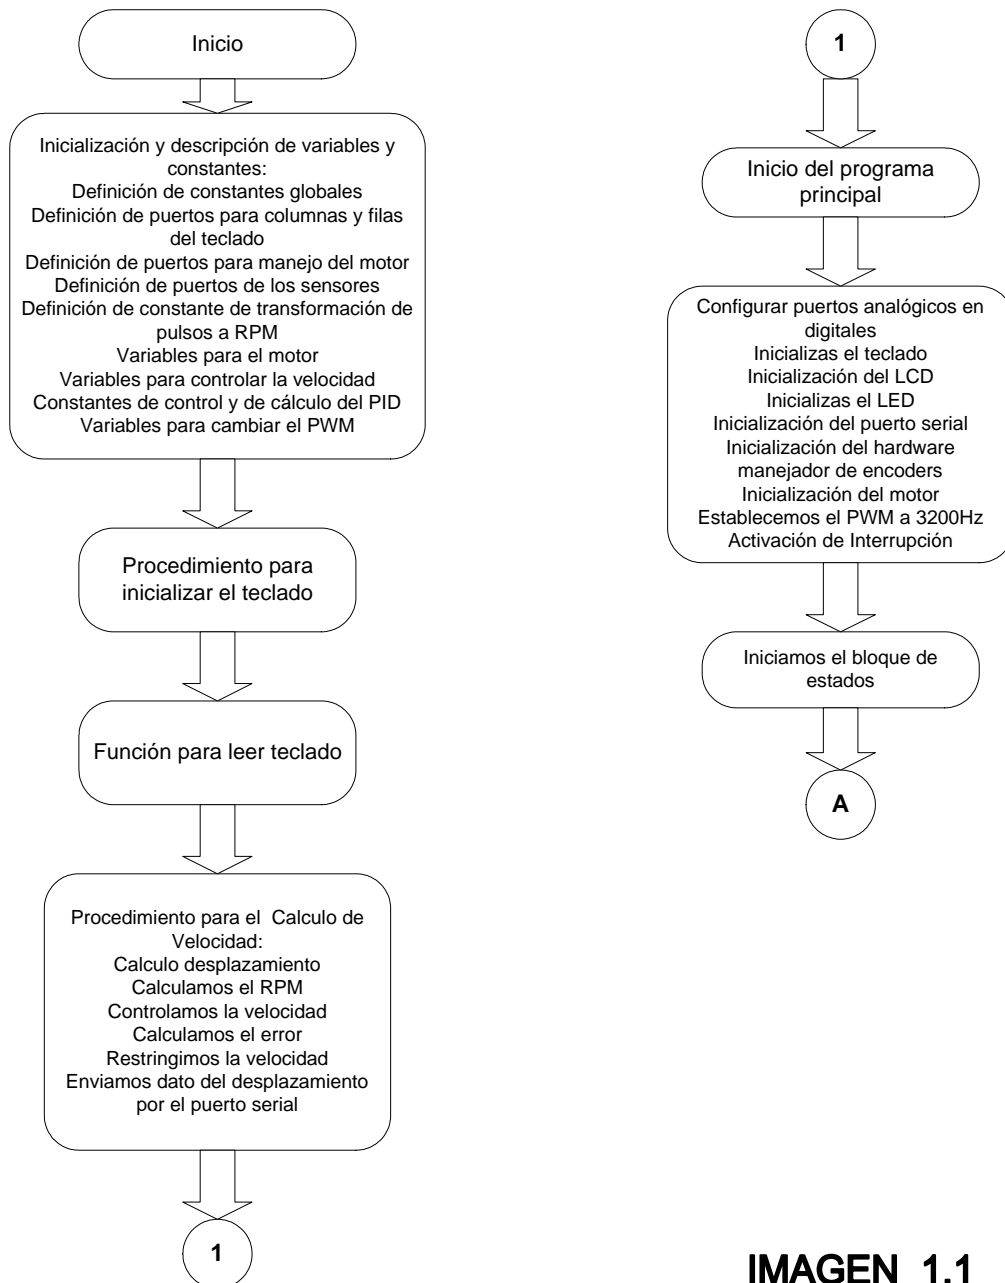 Inicio
Inicialización y descripción de variables y
constantes:
Definición de constantes globales
Definición de puertos para columnas y filas
del teclado
Definición de puertos para manejo del motor
Definición de puertos de los sensores
Definición de constante de transformación de
pulsos a RPM
Variables para el motor
Variables para controlar la velocidad
Constantes de control y de cálculo del PID
Variables para cambiar el PWM
Procedimiento para
inicializar el teclado
Función para leer teclado
Procedimiento para el  Calculo de
Velocidad:
Calculo desplazamiento
Calculamos el RPM
Controlamos la velocidad
Calculamos el error
Restringimos la velocidad
Enviamos dato del desplazamiento
por el puerto serial
1
1
Inicio del programa
principal
Configurar puertos analógicos en
digitales
Inicializas el teclado
Inicialización del LCD
Inicializas el LED
Inicialización del puerto serial
Inicialización del hardware
manejador de encoders
Inicialización del motor
Establecemos el PWM a 3200Hz
Activación de Interrupción
Iniciamos el bloque de
estados
A
IMAGEN  1.1